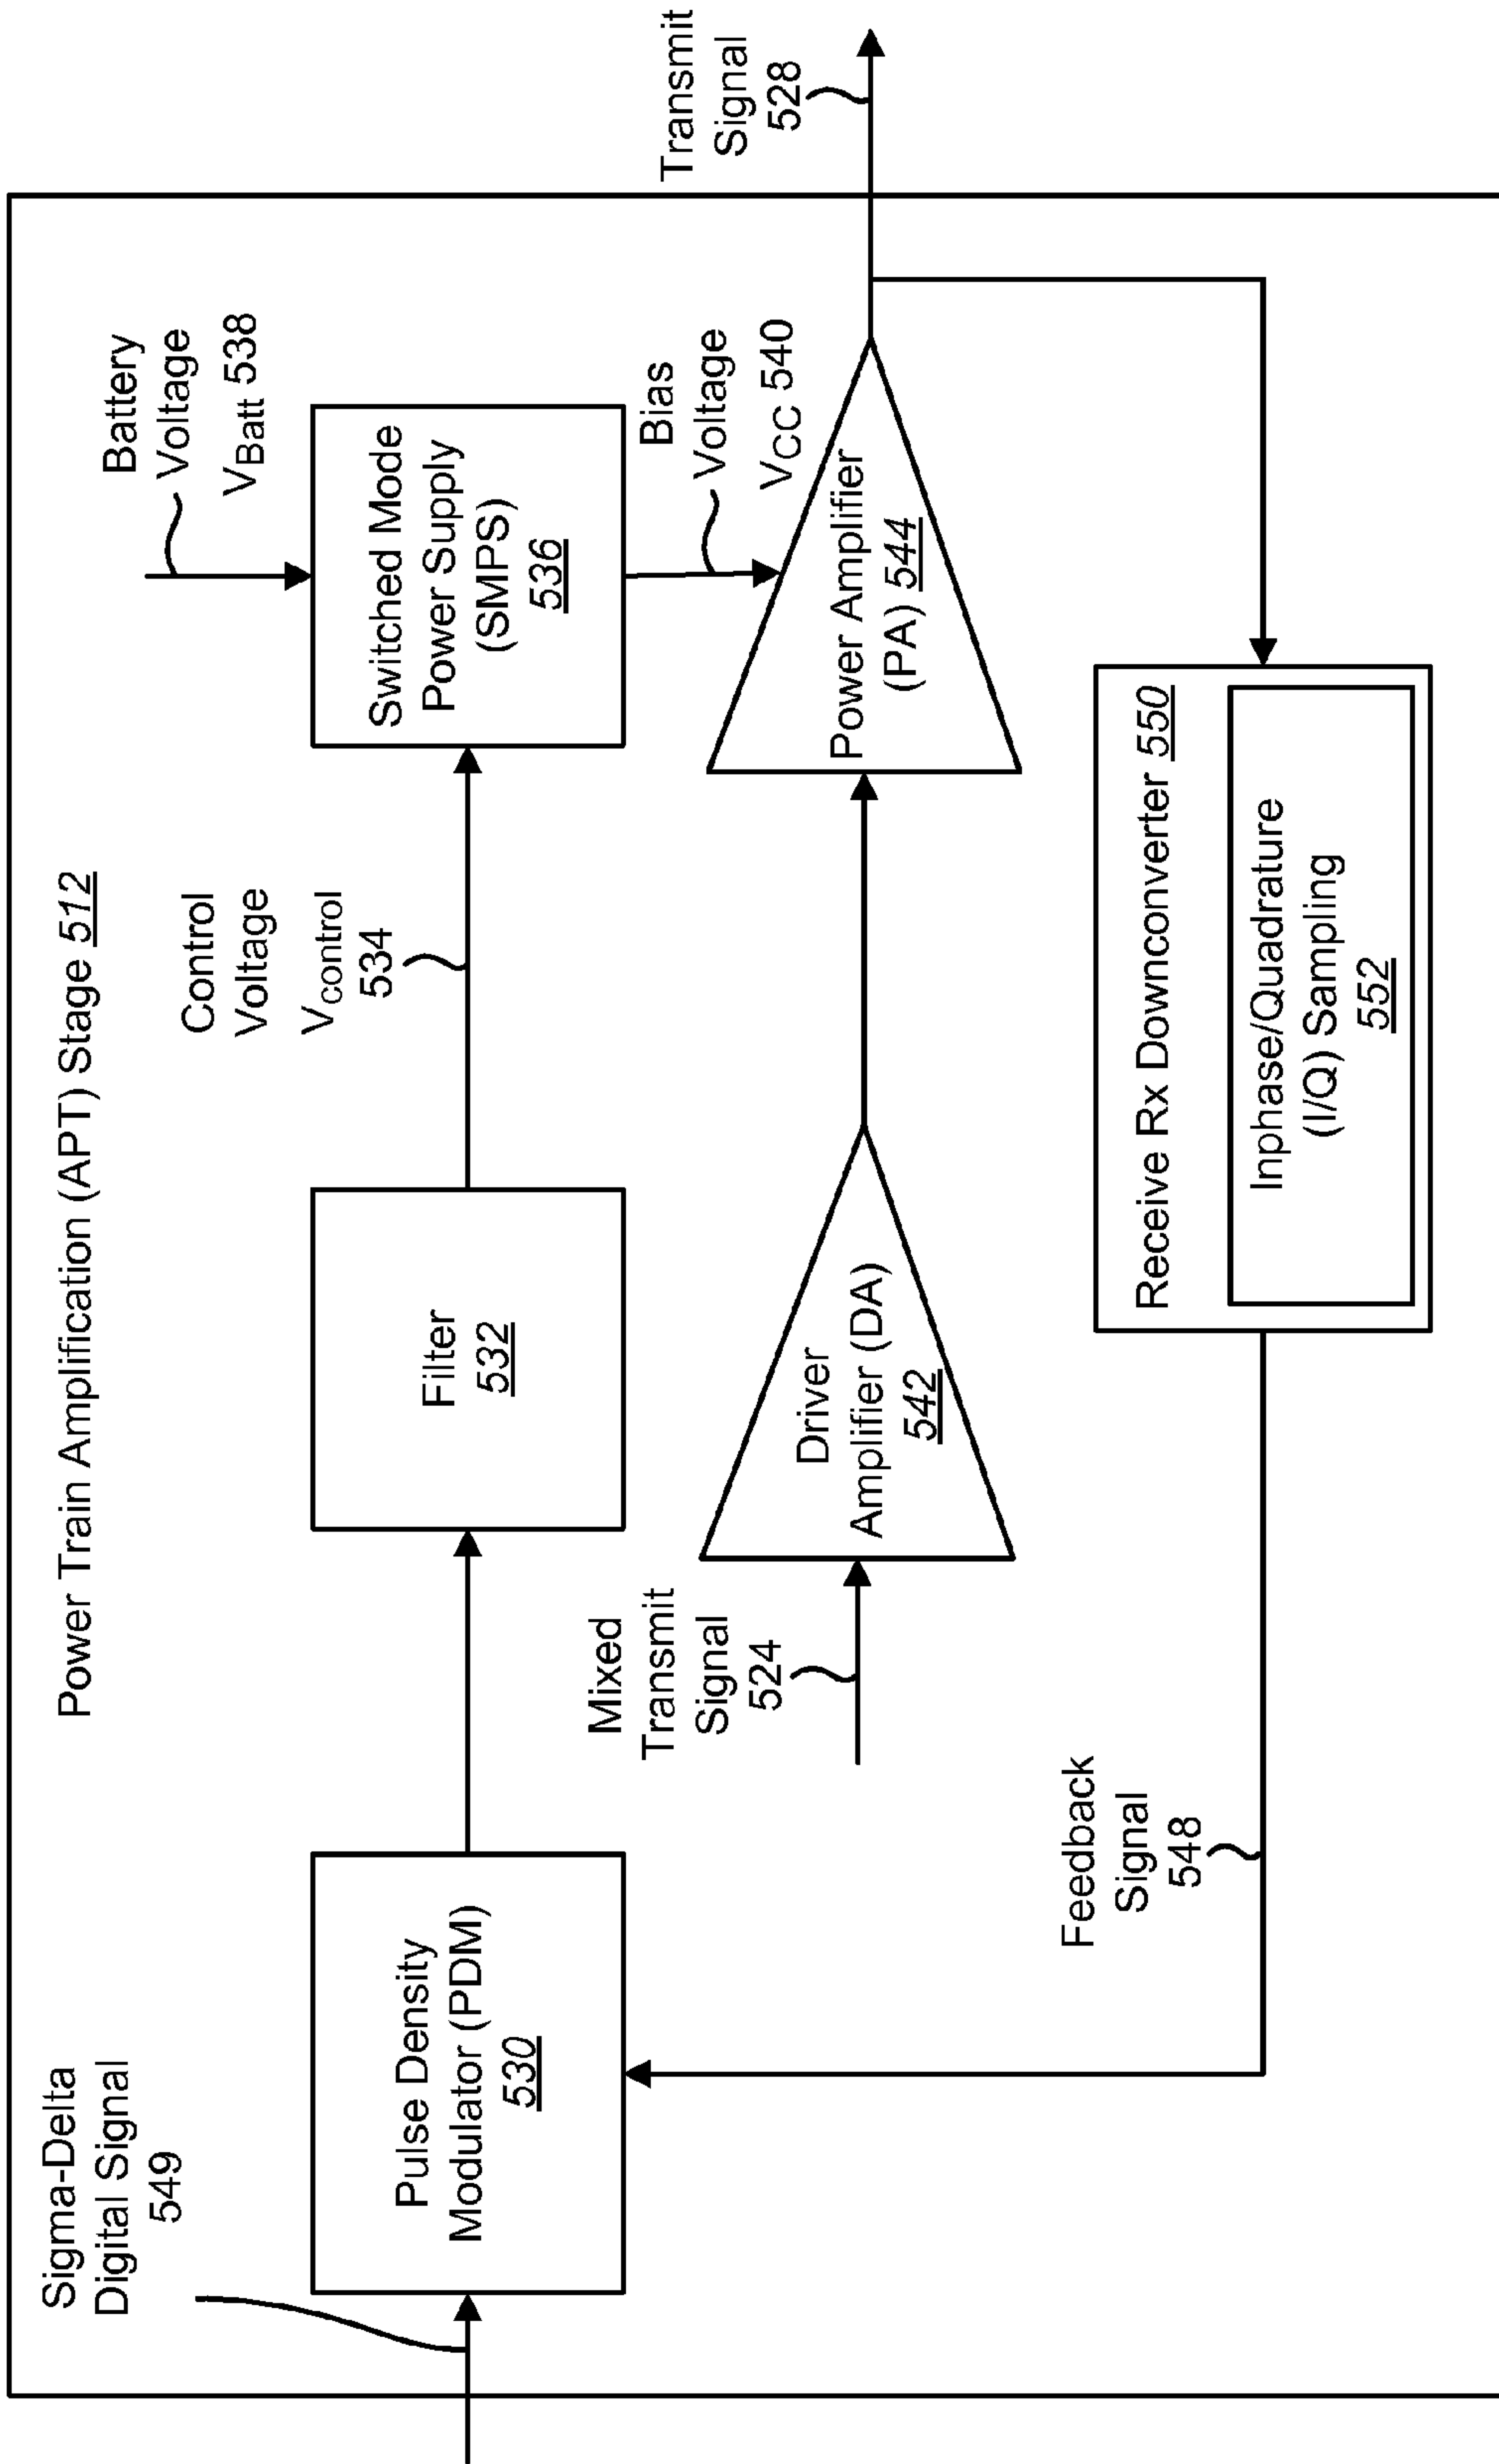 Power Train Amplification (APT) Stage 512
Sigma-Delta
Digital Signal
549
Pulse Density
Modulator (PDM)
530
Filter
532
Control
Voltage
Vcontrol
534
Battery
Voltage
VBatt 538
Switched Mode
Power Supply
(SMPS)
536
Bias
Voltage
VCC 540
Mixed
Transmit
Signal
524
Driver
Amplifier (DA)
542
Power Amplifier
(PA) 544
Transmit
Signal
528
Feedback
Signal
548
Receive Rx Downconverter 550
Inphase/Quadrature
(I/Q) Sampling
552